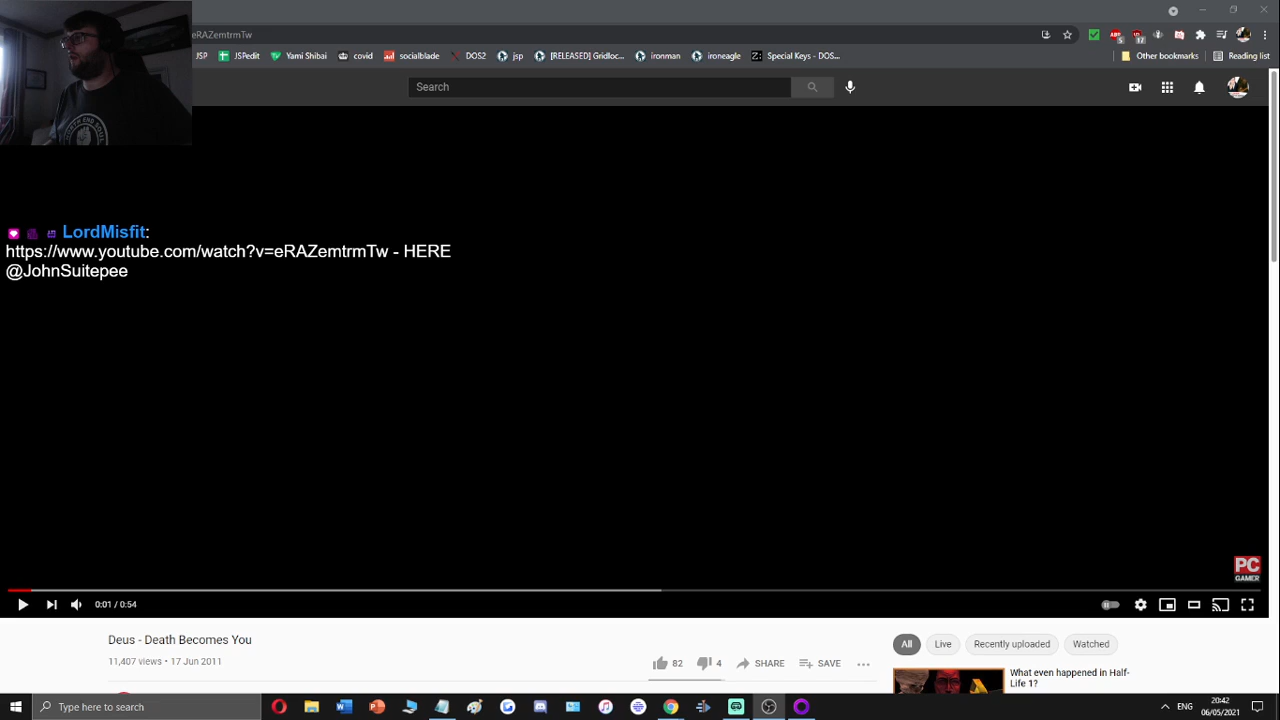 eRAZemtrmTw
JSP
JSPedit
Yami Shibai
covid
socialblade
DOS2
jsp
[RELEASED] Gridloc...
ironman
ironeagle
Special Keys - DOS...
Other bookmarks
Reading list
Search
LordMisfit:
https://www.youtube.com/watch?v=eRAZemtrmTw - HERE
@JohnSuitepee
PC
GAMER
0:01 / 0:54
Deus - Death Becomes You
11,407 views • 17 Jun 2011
82
4
SHARE
SAVE
All
Live
Recently uploaded
Watched
What even happened in Half-
Life 1?
Type here to search
ENG
20:42
06/05/2021